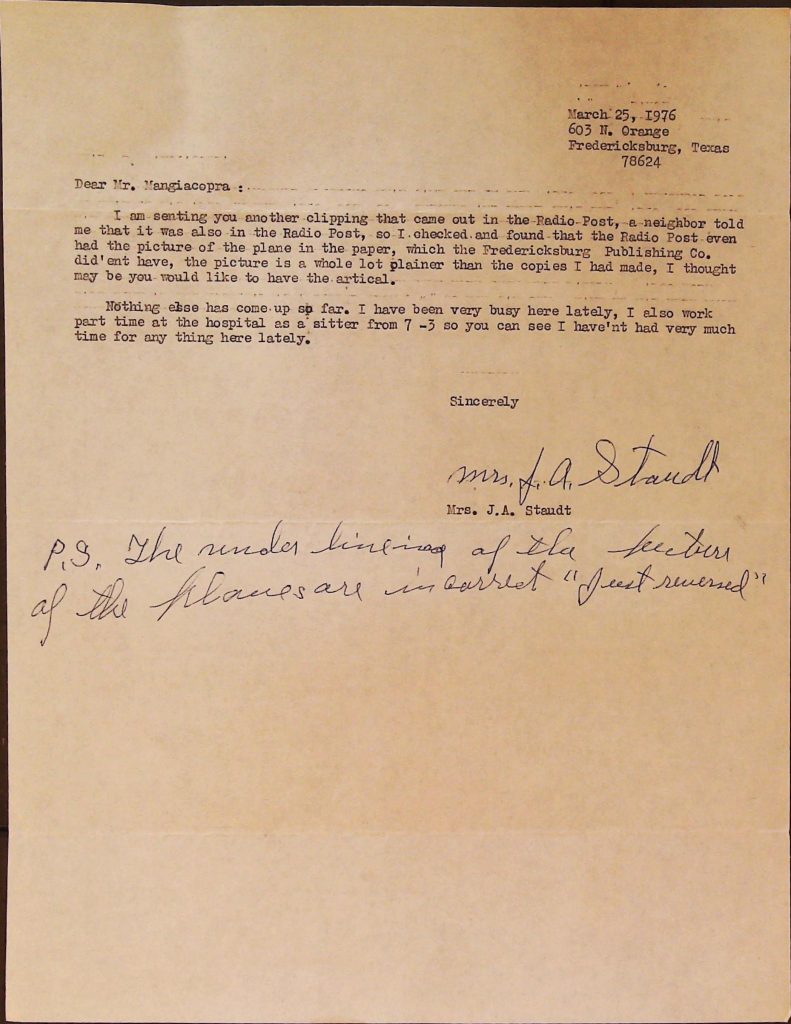 March 25, 1976
603 N. Orange
Fredericksburg, Texas
78624
Dear Mr. Mangiacopra :
I am senting you another clipping that came out in the Radio Post, a neighbor told
me that it was also in the Radio Post, so I checked and found that the Radio Post even
had the picture of the plane in the paper, which the Fredericksburg Publishing Co.
did'ent have, the picture is a whole lot plainer than the copies I had made, I thought
may be you would like to have the artical.
Nothing else has come up so far. I have been very busy here lately, I also work
part time at the hospital as a sitter from 7 -3 so you can see I have'nt had very much
time for any thing here lately.
Sincerely
Mrs. J. A. Staudt
Mrs. J.A. Staudt
P.S. The under lineing of the picture
of the planes are incorrect "Just reversed"